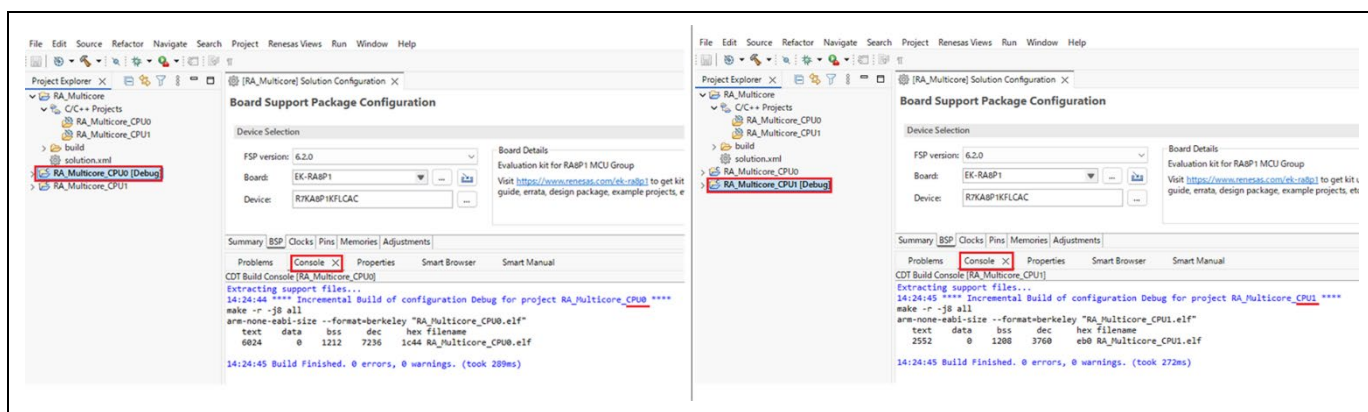 File Edit Source Refactor Navigate Search Project Renesas Views Run Window Help
Project Explorer
[RA_Multicore] Solution Configuration
RA_Multicore
C/C++ Projects
RA_Multicore_CPU0
RA_Multicore_CPU1
build
solution.xml
RA_Multicore_CPU0 [Debug]
RA_Multicore_CPU1
Board Support Package Configuration
Device Selection
FSP version: 6.2.0
Board: EK-RA8P1
Device: R7KA8P1KFLCAC
Board Details
Evaluation kit for RA8P1 MCU Group
Visit https://www.renesas.com/ek-ra8p1 to get kit
guide, errata, design package, example projects, e
Summary BSP Clocks Pins Memories Adjustments
Problems Console Properties Smart Browser Smart Manual
CDT Build Console [RA_Multicore_CPU0]
Extracting support files...
14:24:44 **** Incremental Build of configuration Debug for project RA_Multicore_CPU0 ****
make -r -j8 all
arm-none-eabi-size --format=berkeley "RA_Multicore_CPU0.elf"
text data bss dec hex filename
6024 0 1212 7236 1c44 RA_Multicore_CPU0.elf
14:24:45 Build Finished. 0 errors, 0 warnings. (took 289ms)
File Edit Source Refactor Navigate Search Project Renesas Views Run Window Help
Project Explorer
[RA_Multicore] Solution Configuration
RA_Multicore
C/C++ Projects
RA_Multicore_CPU0
RA_Multicore_CPU1
build
solution.xml
RA_Multicore_CPU0
RA_Multicore_CPU1 [Debug]
Board Support Package Configuration
Device Selection
FSP version: 6.2.0
Board: EK-RA8P1
Device: R7KA8P1KFLCAC
Board Details
Evaluation kit for RA8P1 MCU Group
Visit https://www.renesas.com/ek-ra8p1 to get kit u
guide, errata, design package, example projects, etc
Summary BSP Clocks Pins Memories Adjustments
Problems Console Properties Smart Browser Smart Manual
CDT Build Console [RA_Multicore_CPU1]
Extracting support files...
14:24:45 **** Incremental Build of configuration Debug for project RA_Multicore_CPU1 ****
make -r -j8 all
arm-none-eabi-size --format=berkeley "RA_Multicore_CPU1.elf"
text data bss dec hex filename
2552 0 1208 3760 eb0 RA_Multicore_CPU1.elf
14:24:45 Build Finished. 0 errors, 0 warnings. (took 272ms)